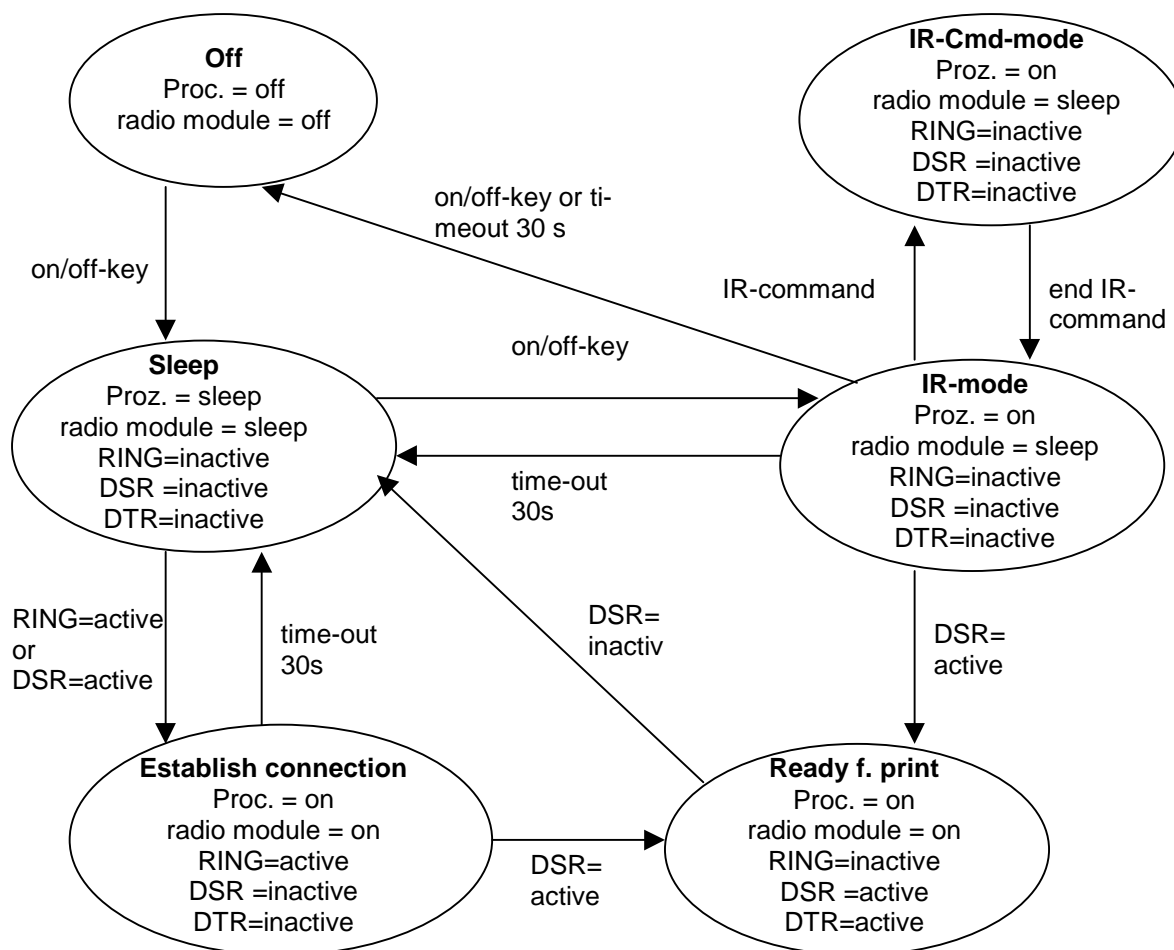 Off
Proc. = off
radio module = off
IR-Cmd-mode
Proz. = on
radio module = sleep
RING=inactive
DSR =inactive
DTR=inactive
on/off-key or ti-
meout 30 s
on/off-key
IR-command
end IR-
command
on/off-key
Sleep
Proz. = sleep
radio module = sleep
RING=inactive
DSR =inactive
DTR=inactive
IR-mode
Proz. = on
radio module = sleep
RING=inactive
DSR =inactive
DTR=inactive
time-out
30s
RING=active
or
DSR=active
time-out
30s
DSR=
inactiv
DSR=
active
Establish connection
Proc. = on
radio module = on
RING=active
DSR =inactive
DTR=inactive
DSR=
active
Ready f. print
Proc. = on
radio module = on
RING=inactive
DSR =active
DTR=active